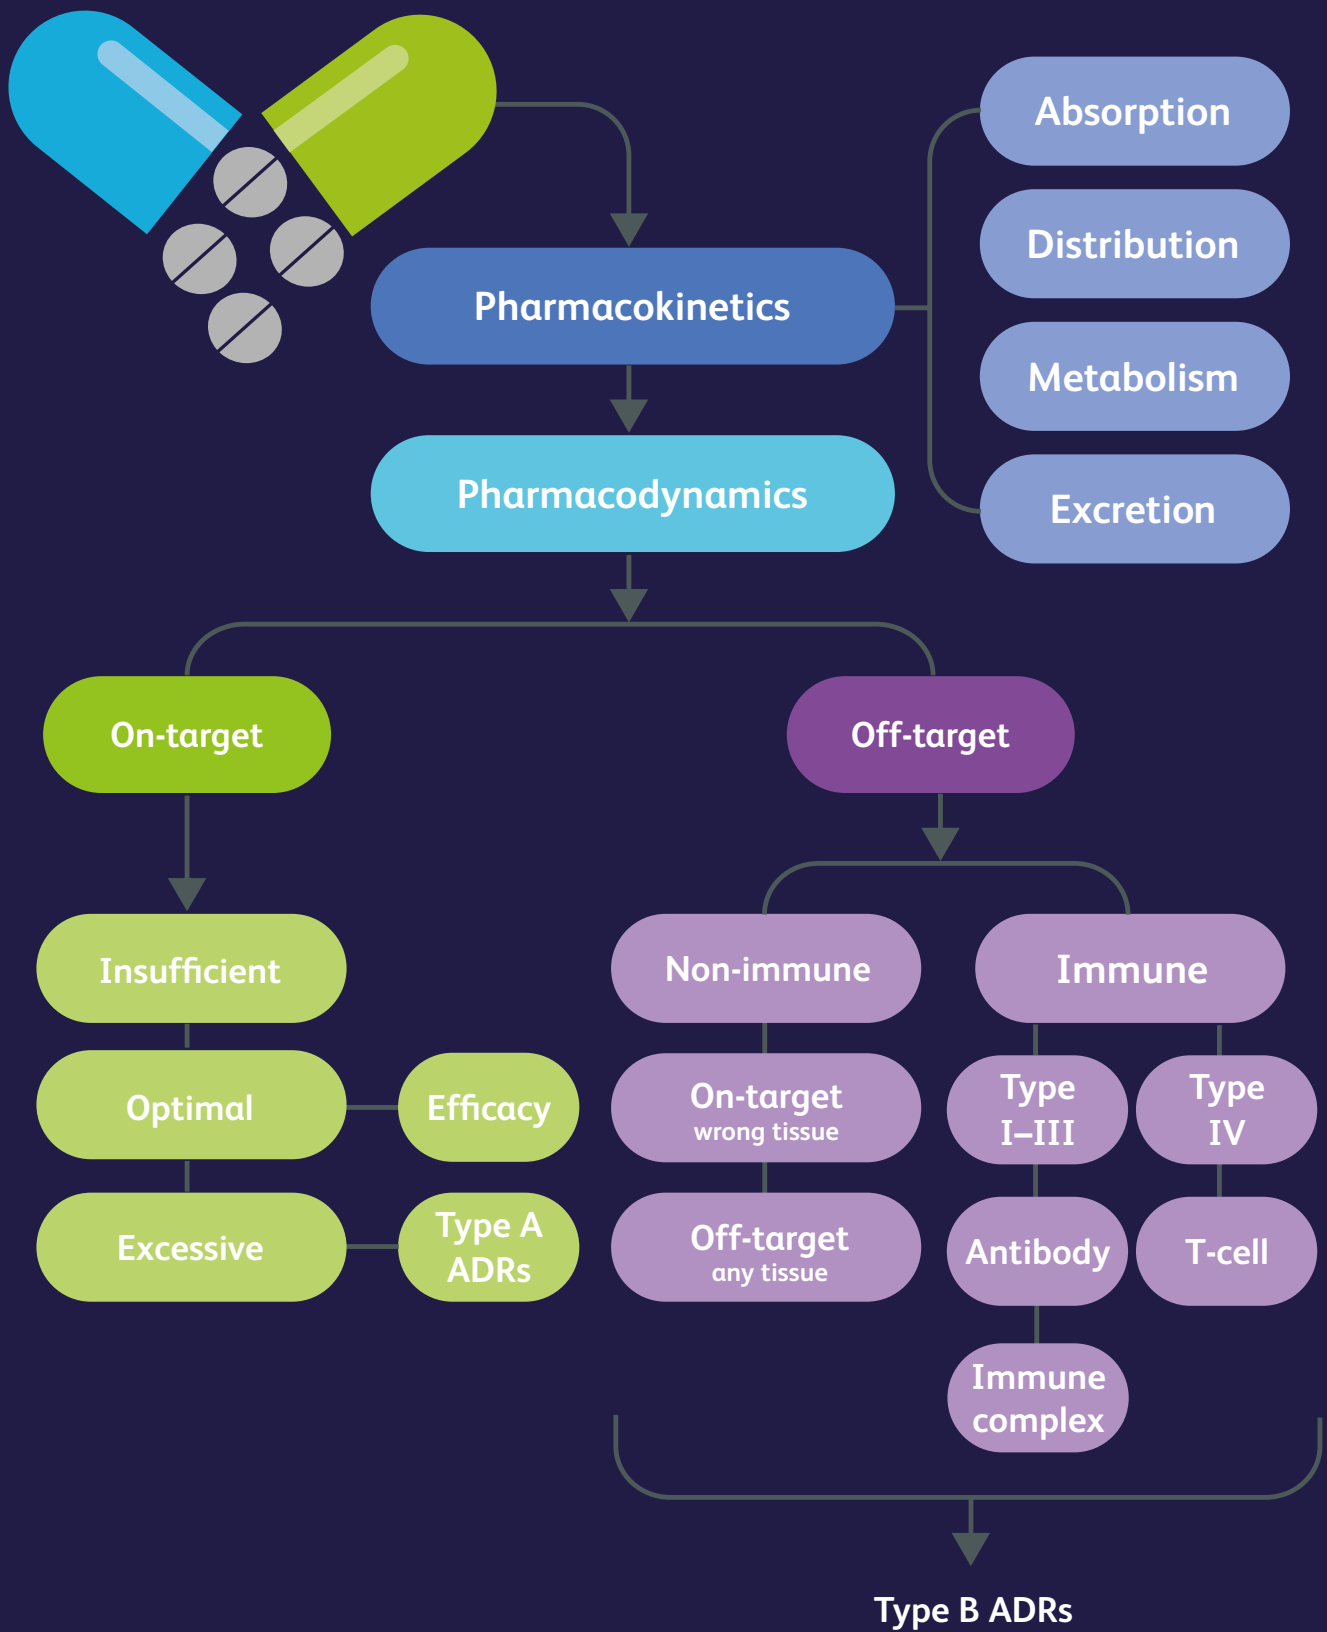 Absorption
Distribution
Pharmacokinetics
Metabolism
Pharmacodynamics
Excretion
On-target
Off-target
Insufficient
Non-immune
Immune
Optimal
Efficacy
On-target
wrong tissue
Type
I–III
Type
IV
Excessive
Type A
ADRs
Off-target
any tissue
Antibody
T-cell
Immune
complex
Type B ADRs